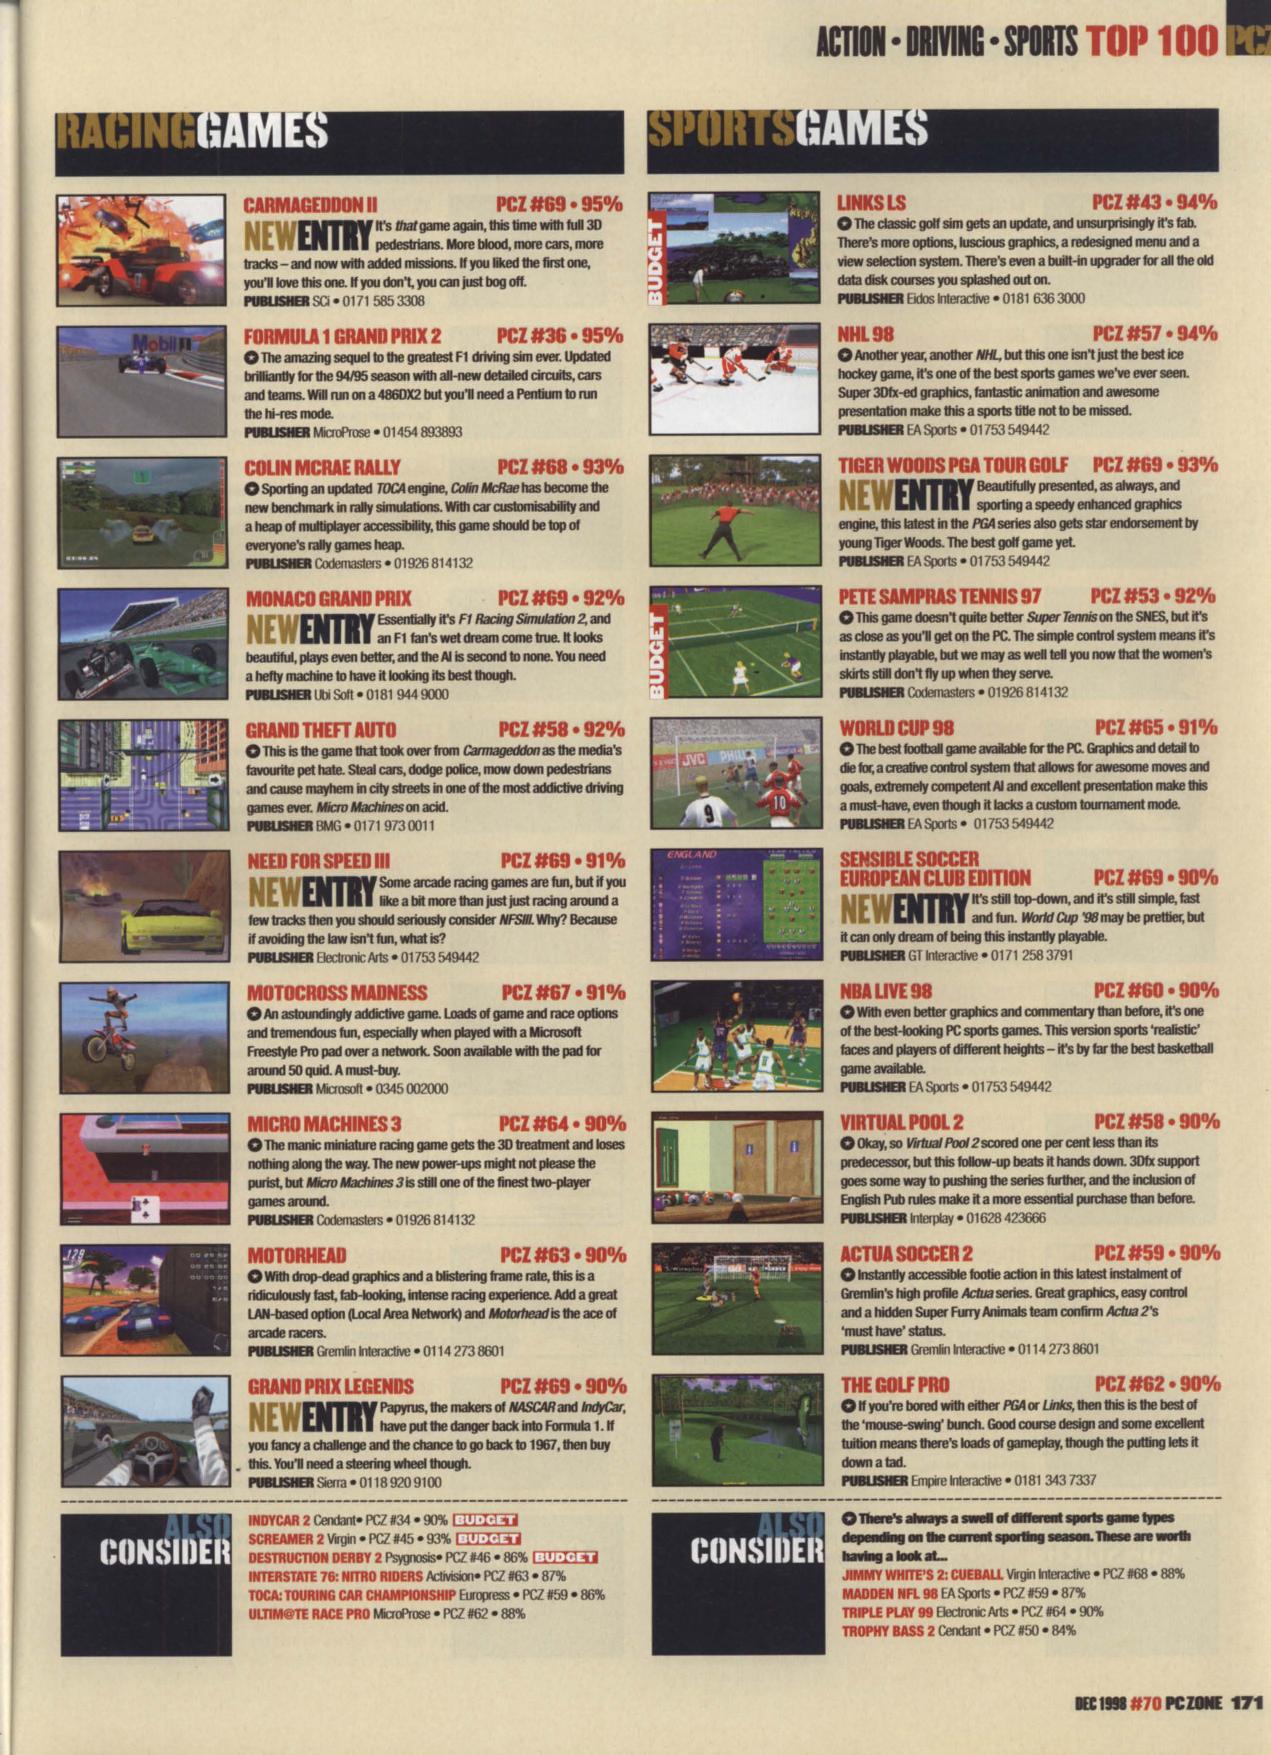 ACTION • DRIVING • SPORTS TOP 100 PCZ
RACINGGAMES
CARMAGEDDON II PCZ #69 • 95%
NEWENTRY It's that game again, this time with full 3D
pedestrians. More blood, more cars, more
tracks – and now with added missions. If you liked the first one,
you'll love this one. If you don't, you can just bog off.
PUBLISHER SCi • 0171 585 3308
FORMULA 1 GRAND PRIX 2 PCZ #36 • 95%
The amazing sequel to the greatest F1 driving sim ever. Updated
brilliantly for the 94/95 season with all-new detailed circuits, cars
and teams. Will run on a 486DX2 but you'll need a Pentium to run
the hi-res mode.
PUBLISHER MicroProse • 01454 893893
COLIN MCRAE RALLY PCZ #68 • 93%
Sporting an updated TOCA engine, Colin McRae has become the
new benchmark in rally simulations. With car customisability and
a heap of multiplayer accessibility, this game should be top of
everyone's rally games heap.
PUBLISHER Codemasters • 01926 814132
MONACO GRAND PRIX PCZ #69 • 92%
NEWENTRY Essentially it's F1 Racing Simulation 2, and
an F1 fan's wet dream come true. It looks
beautiful, plays even better, and the AI is second to none. You need
a hefty machine to have it looking its best though.
PUBLISHER Ubi Soft • 0181 944 9000
GRAND THEFT AUTO PCZ #58 • 92%
This is the game that took over from Carmageddon as the media's
favourite pet hate. Steal cars, dodge police, mow down pedestrians
and cause mayhem in city streets in one of the most addictive driving
games ever. Micro Machines on acid.
PUBLISHER BMG • 0171 973 0011
NEED FOR SPEED III PCZ #69 • 91%
NEWENTRY Some arcade racing games are fun, but if you
like a bit more than just just racing around a
few tracks then you should seriously consider NFSIII. Why? Because
if avoiding the law isn't fun, what is?
PUBLISHER Electronic Arts • 01753 549442
MOTOCROSS MADNESS PCZ #67 • 91%
An astoundingly addictive game. Loads of game and race options
and tremendous fun, especially when played with a Microsoft
Freestyle Pro pad over a network. Soon available with the pad for
around 50 quid. A must-buy.
PUBLISHER Microsoft • 0345 002000
MICRO MACHINES 3 PCZ #64 • 90%
The manic miniature racing game gets the 3D treatment and loses
nothing along the way. The new power-ups might not please the
purist, but Micro Machines 3 is still one of the finest two-player
games around.
PUBLISHER Codemasters • 01926 814132
MOTORHEAD PCZ #63 • 90%
With drop-dead graphics and a blistering frame rate, this is a
ridiculously fast, fab-looking, intense racing experience. Add a great
LAN-based option (Local Area Network) and Motorhead is the ace of
arcade racers.
PUBLISHER Gremlin Interactive • 0114 273 8601
GRAND PRIX LEGENDS PCZ #69 • 90%
NEWENTRY Papyrus, the makers of NASCAR and IndyCar,
have put the danger back into Formula 1. If
you fancy a challenge and the chance to go back to 1967, then buy
this. You'll need a steering wheel though.
PUBLISHER Sierra • 0118 920 9100
ALSO
CONSIDER
INDYCAR 2 Cendant• PCZ #34 • 90% BUDGET
SCREAMER 2 Virgin • PCZ #45 • 93% BUDGET
DESTRUCTION DERBY 2 Psygnosis• PCZ #46 • 86% BUDGET
INTERSTATE 76: NITRO RIDERS Activision• PCZ #63 • 87%
TOCA: TOURING CAR CHAMPIONSHIP Europress • PCZ #59 • 86%
ULTIM@TE RACE PRO MicroProse • PCZ #62 • 88%
SPORTSGAMES
BUDGET
LINKS LS PCZ #43 • 94%
The classic golf sim gets an update, and unsurprisingly it's fab.
There's more options, luscious graphics, a redesigned menu and a
view selection system. There's even a built-in upgrader for all the old
data disk courses you splashed out on.
PUBLISHER Eidos Interactive • 0181 636 3000
NHL 98 PCZ #57 • 94%
Another year, another NHL, but this one isn't just the best ice
hockey game, it's one of the best sports games we've ever seen.
Super 3Dfx-ed graphics, fantastic animation and awesome
presentation make this a sports title not to be missed.
PUBLISHER EA Sports • 01753 549442
TIGER WOODS PGA TOUR GOLF PCZ #69 • 93%
NEWENTRY Beautifully presented, as always, and
sporting a speedy enhanced graphics
engine, this latest in the PGA series also gets star endorsement by
young Tiger Woods. The best golf game yet.
PUBLISHER EA Sports • 01753 549442
BUDGET
PETE SAMPRAS TENNIS 97 PCZ #53 • 92%
This game doesn't quite better Super Tennis on the SNES, but it's
as close as you'll get on the PC. The simple control system means it's
instantly playable, but we may as well tell you now that the women's
skirts still don't fly up when they serve.
PUBLISHER Codemasters • 01926 814132
WORLD CUP 98 PCZ #65 • 91%
The best football game available for the PC. Graphics and detail to
die for, a creative control system that allows for awesome moves and
goals, extremely competent AI and excellent presentation make this
a must-have, even though it lacks a custom tournament mode.
PUBLISHER EA Sports • 01753 549442
SENSIBLE SOCCER
EUROPEAN CLUB EDITION PCZ #69 • 90%
NEWENTRY It's still top-down, and it's still simple, fast
and fun. World Cup '98 may be prettier, but
it can only dream of being this instantly playable.
PUBLISHER GT Interactive • 0171 258 3791
NBA LIVE 98 PCZ #60 • 90%
With even better graphics and commentary than before, it's one
of the best-looking PC sports games. This version sports 'realistic'
faces and players of different heights – it's by far the best basketball
game available.
PUBLISHER EA Sports • 01753 549442
VIRTUAL POOL 2 PCZ #58 • 90%
Okay, so Virtual Pool 2 scored one per cent less than its
predecessor, but this follow-up beats it hands down. 3Dfx support
goes some way to pushing the series further, and the inclusion of
English Pub rules make it a more essential purchase than before.
PUBLISHER Interplay • 01628 423666
ACTUA SOCCER 2 PCZ #59 • 90%
Instantly accessible footie action in this latest instalment of
Gremlin's high profile Actua series. Great graphics, easy control
and a hidden Super Furry Animals team confirm Actua 2's
'must have' status.
PUBLISHER Gremlin Interactive • 0114 273 8601
THE GOLF PRO PCZ #62 • 90%
If you're bored with either PGA or Links, then this is the best of
the 'mouse-swing' bunch. Good course design and some excellent
tuition means there's loads of gameplay, though the putting lets it
down a tad.
PUBLISHER Empire Interactive • 0181 343 7337
ALSO
CONSIDER
There's always a swell of different sports game types
depending on the current sporting season. These are worth
having a look at...
JIMMY WHITE'S 2: CUEBALL Virgin Interactive • PCZ #68 • 88%
MADDEN NFL 98 EA Sports • PCZ #59 • 87%
TRIPLE PLAY 99 Electronic Arts • PCZ #64 • 90%
TROPHY BASS 2 Cendant • PCZ #50 • 84%
DEC 1998 #70 PC ZONE 171
Mobil
JVC
PHILIPS
9
10
ENGLAND
129